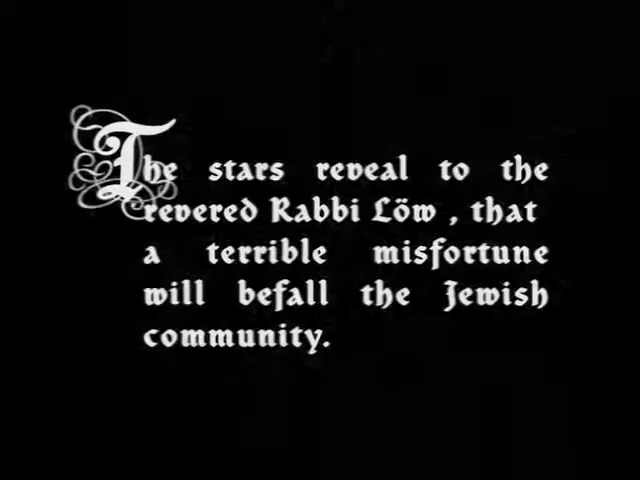 The stars reveal to the
revered Rabbi Löw , that
a terrible misfortune
will befall the Jewish
community.